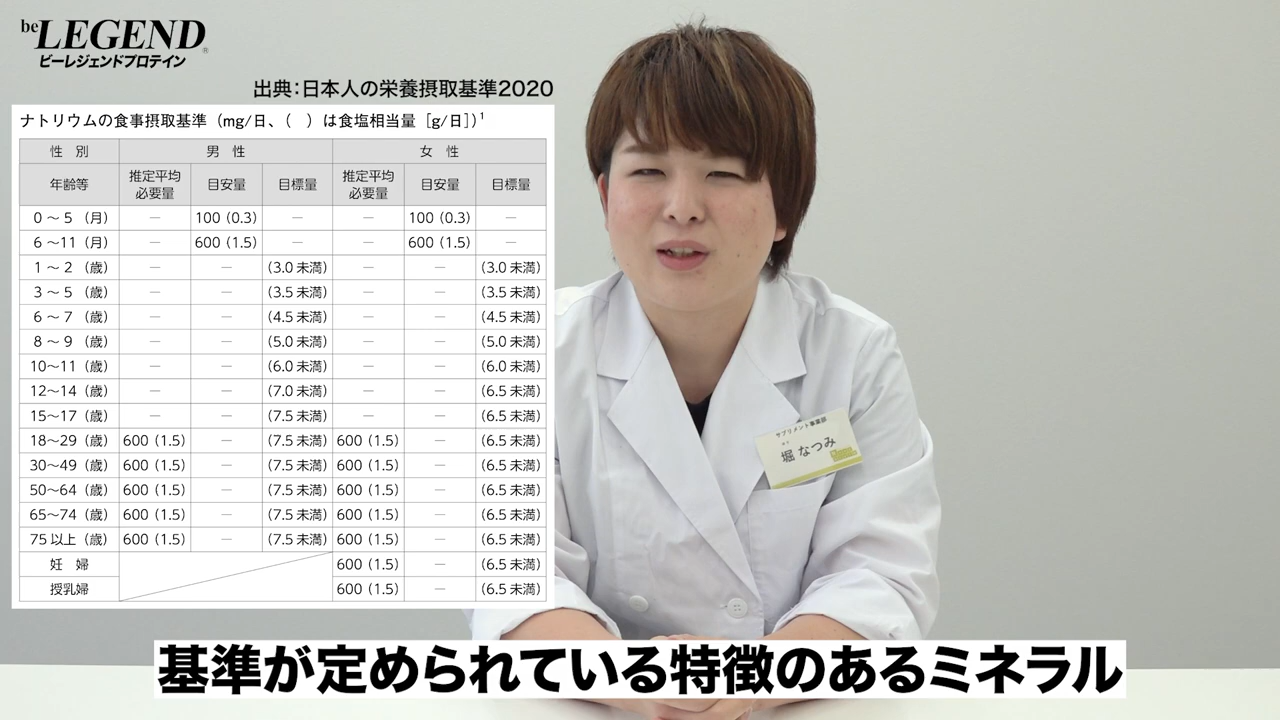 be LEGEND®
ビーレジェンドプロテイン
出典:日本人の栄養摂取基準2020
ナトリウムの食事摂取基準（mg/日、（　）は食塩相当量［g/日］）¹
性　別 男　性 女　性
年齢等 推定平均必要量 目安量 目標量 推定平均必要量 目安量 目標量
0～5（月） — 100（0.3） — — 100（0.3） —
6～11（月） — 600（1.5） — — 600（1.5） —
1～2（歳） — — （3.0未満） — — （3.0未満）
3～5（歳） — — （3.5未満） — — （3.5未満）
6～7（歳） — — （4.5未満） — — （4.5未満）
8～9（歳） — — （5.0未満） — — （5.0未満）
10～11（歳） — — （6.0未満） — — （6.0未満）
12～14（歳） — — （7.0未満） — — （6.5未満）
15～17（歳） — — （7.5未満） — — （6.5未満）
18～29（歳） 600（1.5） — （7.5未満） 600（1.5） — （6.5未満）
30～49（歳） 600（1.5） — （7.5未満） 600（1.5） — （6.5未満）
50～64（歳） 600（1.5） — （7.5未満） 600（1.5） — （6.5未満）
65～74（歳） 600（1.5） — （7.5未満） 600（1.5） — （6.5未満）
75以上（歳） 600（1.5） — （7.5未満） 600（1.5） — （6.5未満）
妊　婦 600（1.5） — （6.5未満）
授乳婦 600（1.5） — （6.5未満）
サプリメント事業部
堀 なつみ
基準が定められている特徴のあるミネラル